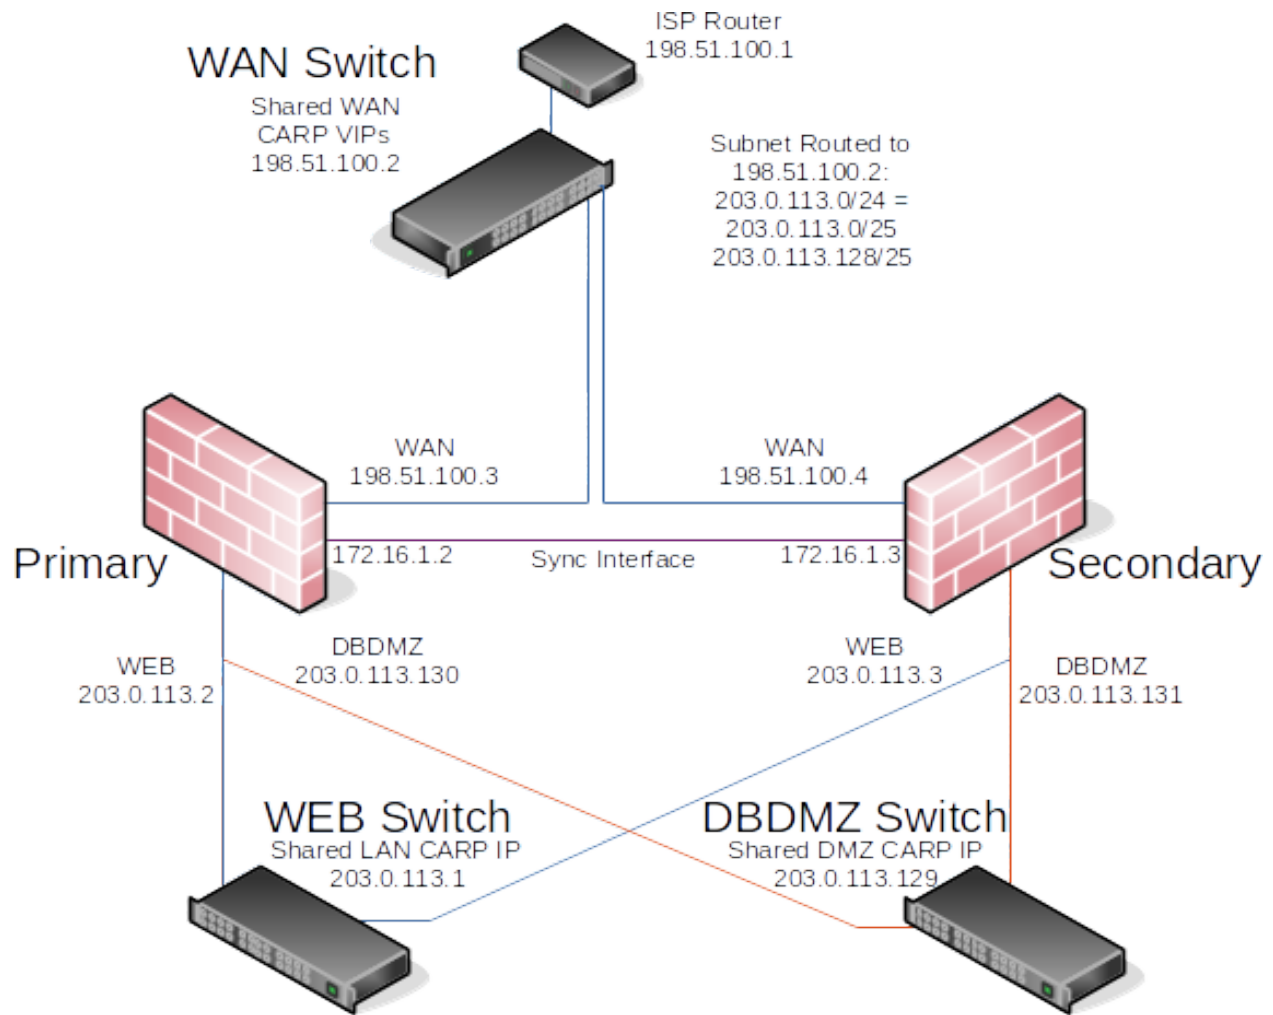 ISP Router
198.51.100.1
WAN Switch
Shared WAN
CARP VIPs
198.51.100.2
Subnet Routed to
198.51.100.2:
203.0.113.0/24 =
203.0.113.0/25
203.0.113.128/25
WAN
198.51.100.3
WAN
198.51.100.4
Primary
172.16.1.2
Sync Interface
172.16.1.3
Secondary
WEB
203.0.113.2
DBDMZ
203.0.113.130
WEB
203.0.113.3
DBDMZ
203.0.113.131
WEB Switch
Shared LAN CARP IP
203.0.113.1
DBDMZ Switch
Shared DMZ CARP IP
203.0.113.129